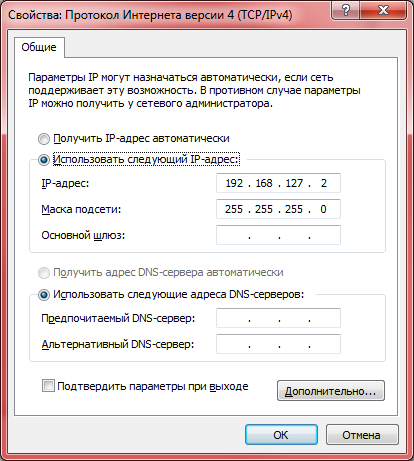 Свойства: Протокол Интернета версии 4 (TCP/IPv4)
Общие
Параметры IP могут назначаться автоматически, если сеть
поддерживает эту возможность. В противном случае параметры
IP можно получить у сетевого администратора.
Получить IP-адрес автоматически
Использовать следующий IP-адрес:
IP-адрес: 192 . 168 . 127 . 2
Маска подсети: 255 . 255 . 255 . 0
Основной шлюз: . . .
Получить адрес DNS-сервера автоматически
Использовать следующие адреса DNS-серверов:
Предпочитаемый DNS-сервер: . . .
Альтернативный DNS-сервер: . . .
Подтвердить параметры при выходе
Дополнительно...
ОК
Отмена